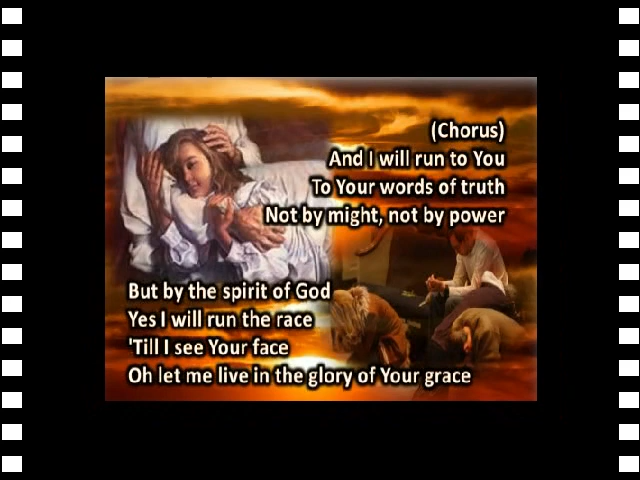 (Chorus)
And I will run to You
To Your words of truth
Not by might, not by power
But by the spirit of God
Yes I will run the race
'Till I see Your face
Oh let me live in the glory of Your grace